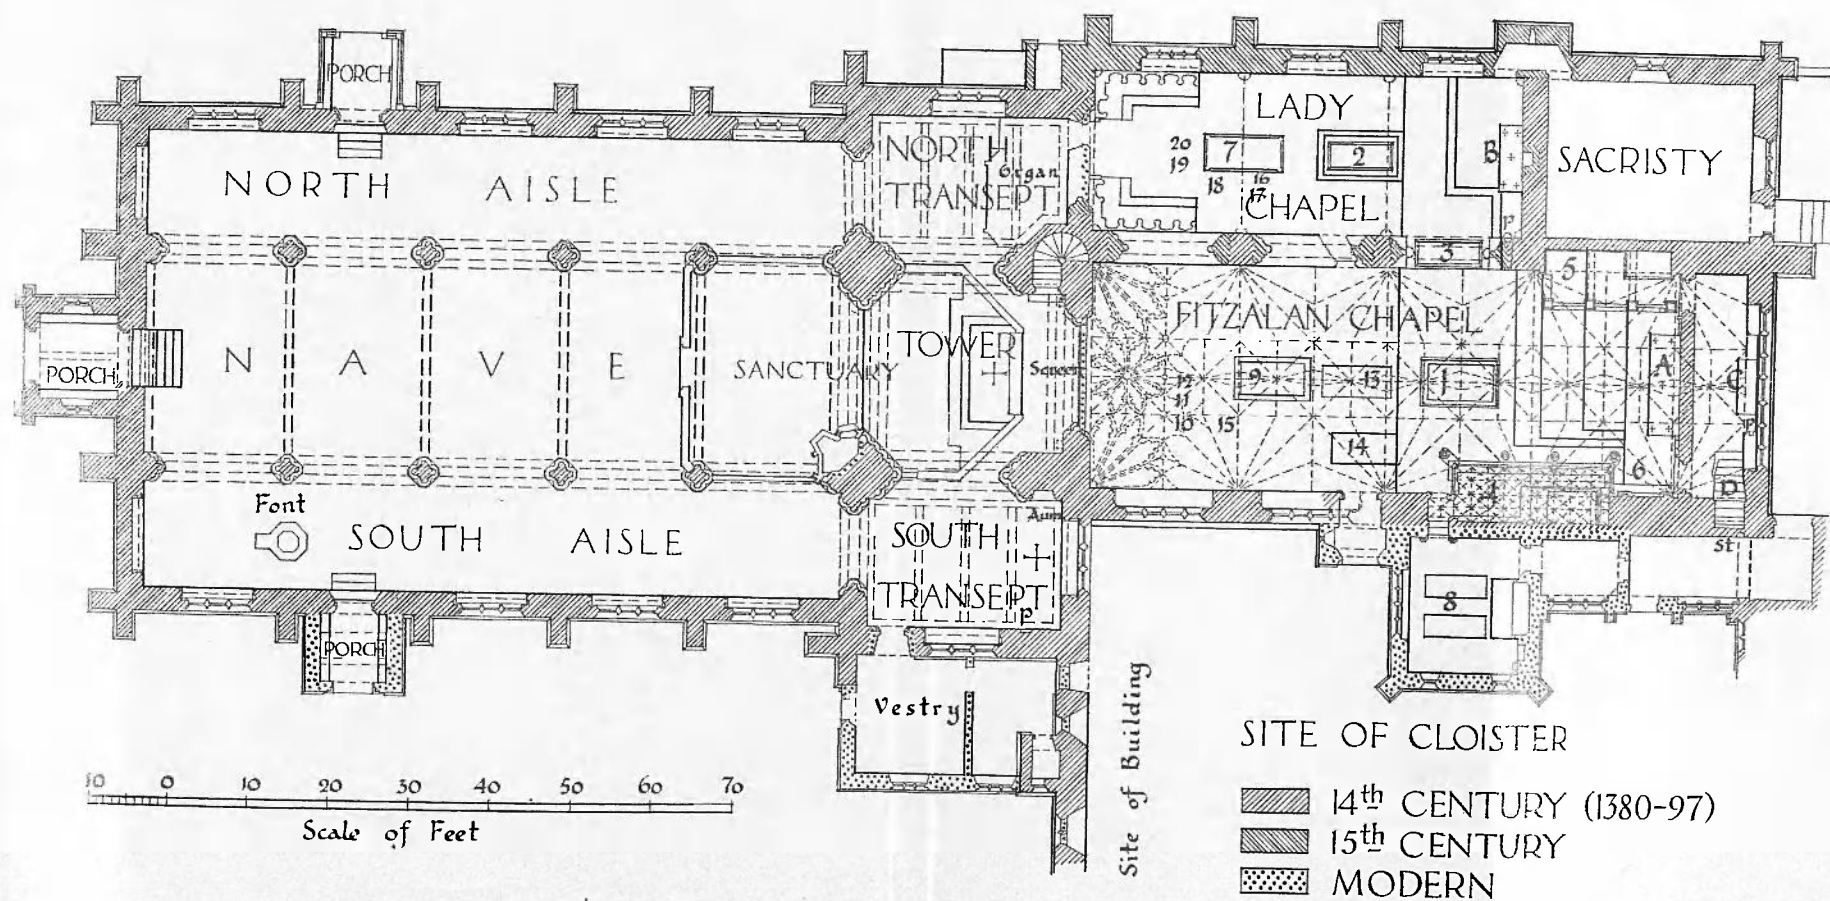 PORCH
LADY
CHAPEL
20
19
18
7
16
17
2
B
P
SACRISTY
NORTH
TRANSEPT
Organ
NORTH AISLE
3
5
FITZALAN CHAPEL
NAVE
PORCH
SANCTUARY
TOWER
Screen
12
11
10
9
15
13
14
1
A
C
P
6
4
D
St
Font
SOUTH AISLE
SOUTH
TRANSEPT
P
PORCH
8
Vestry
Site of Building
SITE OF CLOISTER
14th CENTURY (1380-97)
15th CENTURY
MODERN
10 0 10 20 30 40 50 60 70
Scale of Feet